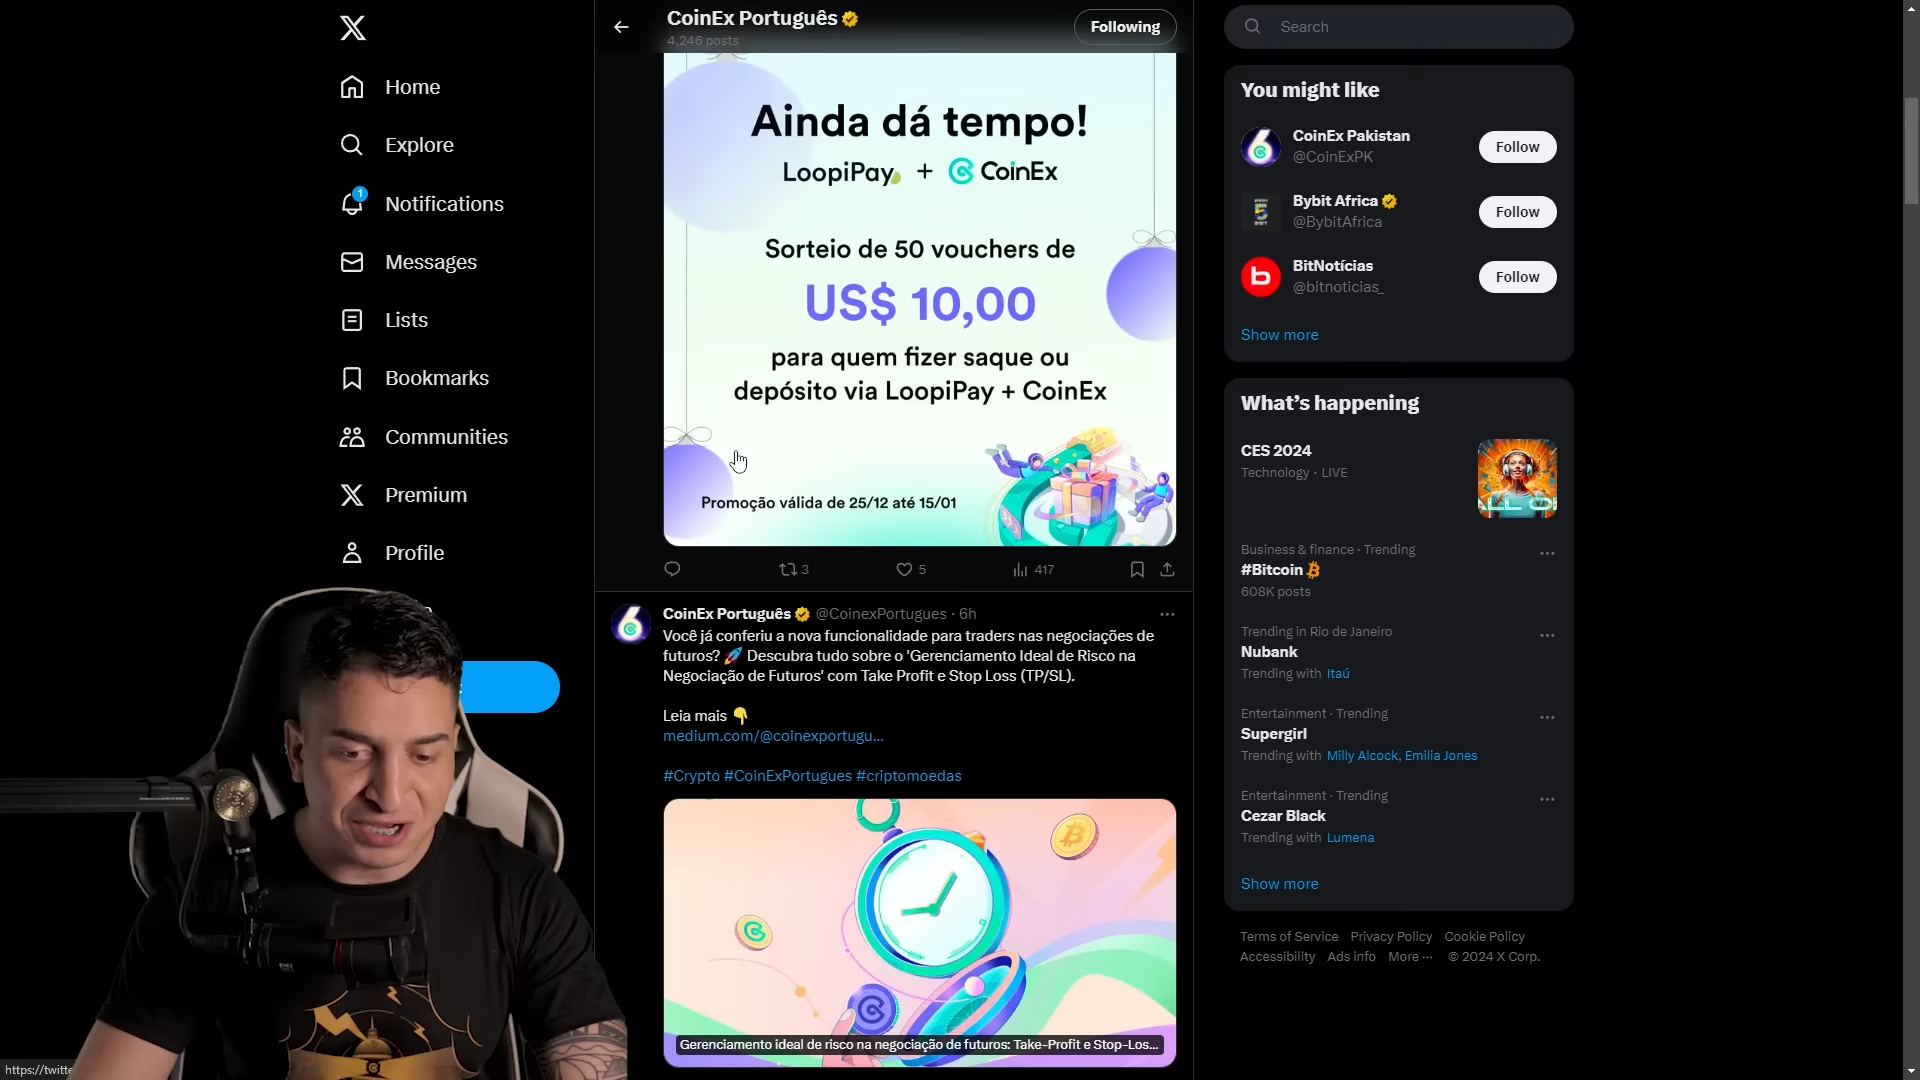 Home
Explore
1
Notifications
Messages
Lists
Bookmarks
Communities
Premium
Profile
https://twitte
CoinEx Português
4,246 posts
Following
Ainda dá tempo!
LoopiPay + CoinEx
Sorteio de 50 vouchers de
US$ 10,00
para quem fizer saque ou
depósito via LoopiPay + CoinEx
Promoção válida de 25/12 até 15/01
3
5
417
CoinEx Português @CoinexPortugues · 6h
Você já conferiu a nova funcionalidade para traders nas negociações de
futuros? 🚀 Descubra tudo sobre o 'Gerenciamento Ideal de Risco na
Negociação de Futuros' com Take Profit e Stop Loss (TP/SL).
Leia mais 👇
medium.com/@coinexportugu...
#Crypto #CoinExPortugues #criptomoedas
Gerenciamento ideal de risco na negociação de futuros: Take-Profit e Stop-Los...
Search
You might like
CoinEx Pakistan
@CoinExPK
Follow
Bybit Africa
@BybitAfrica
Follow
BitNotícias
@bitnoticias_
Follow
Show more
What's happening
CES 2024
Technology · LIVE
Business & finance · Trending
#Bitcoin
608K posts
Trending in Rio de Janeiro
Nubank
Trending with Itaú
Entertainment · Trending
Supergirl
Trending with Milly Alcock, Emilia Jones
Entertainment · Trending
Cezar Black
Trending with Lumena
Show more
Terms of Service Privacy Policy Cookie Policy
Accessibility Ads info More ··· © 2024 X Corp.